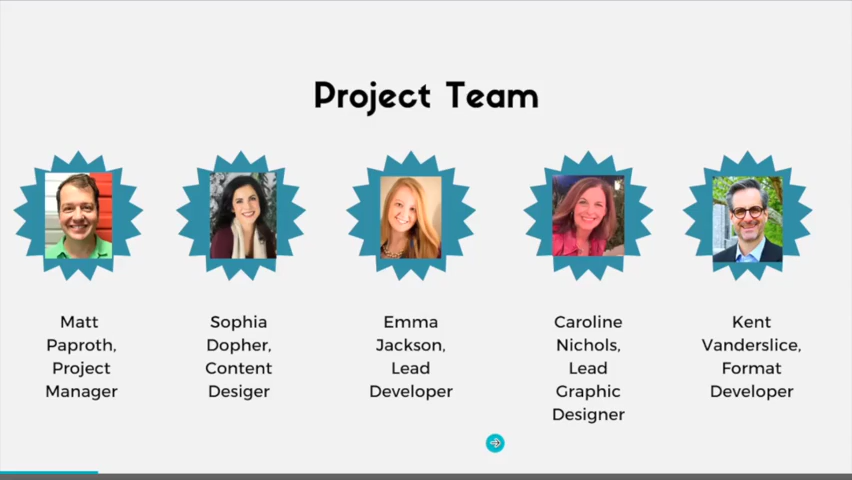 Project Team
Matt
Paproth,
Project
Manager
Sophia
Dopher,
Content
Desiger
Emma
Jackson,
Lead
Developer
Caroline
Nichols,
Lead
Graphic
Designer
Kent
Vanderslice,
Format
Developer